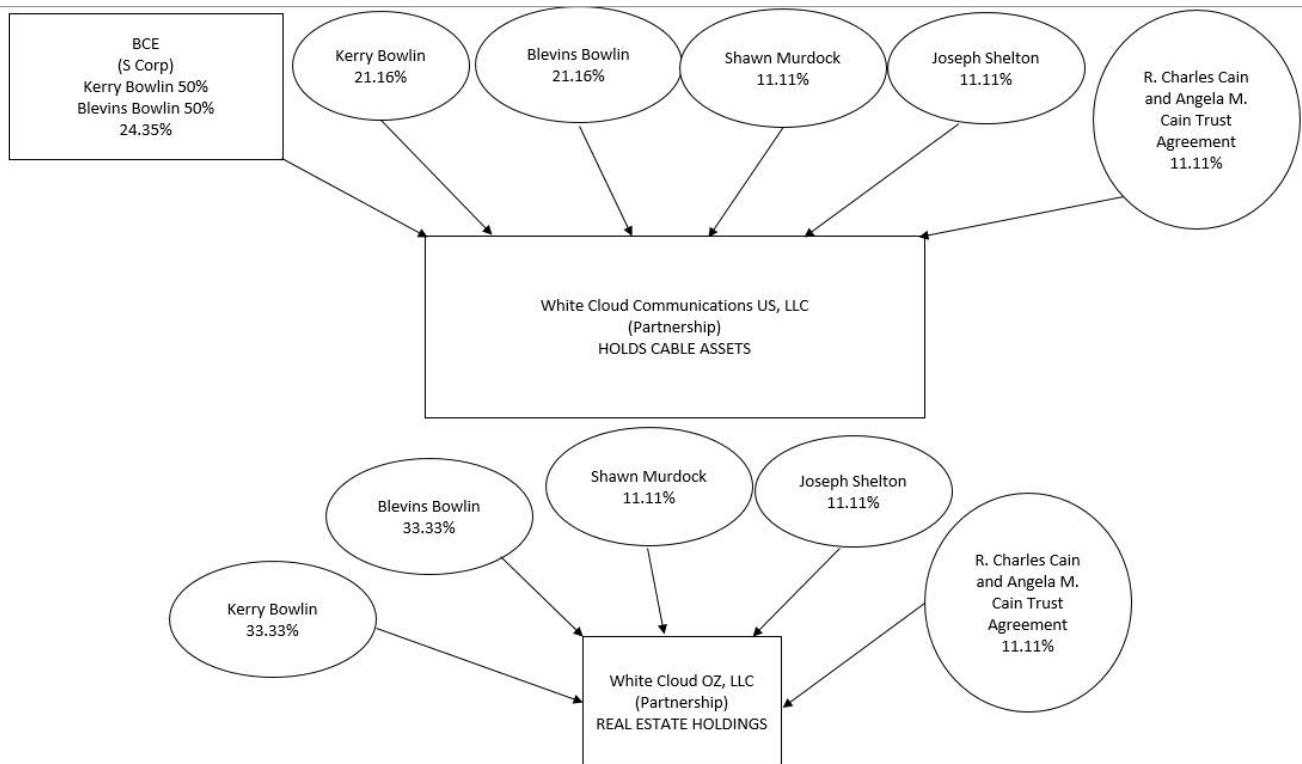 BCE
(S Corp)
Kerry Bowlin 50%
Blevins Bowlin 50%
24.35%
Kerry Bowlin
21.16%
Blevins Bowlin
21.16%
Shawn Murdock
11.11%
Joseph Shelton
11.11%
R. Charles Cain
and Angela M.
Cain Trust
Agreement
11.11%
White Cloud Communications US, LLC
(Partnership)
HOLDS CABLE ASSETS
Kerry Bowlin
33.33%
Blevins Bowlin
33.33%
Shawn Murdock
11.11%
Joseph Shelton
11.11%
R. Charles Cain
and Angela M.
Cain Trust
Agreement
11.11%
White Cloud OZ, LLC
(Partnership)
REAL ESTATE HOLDINGS